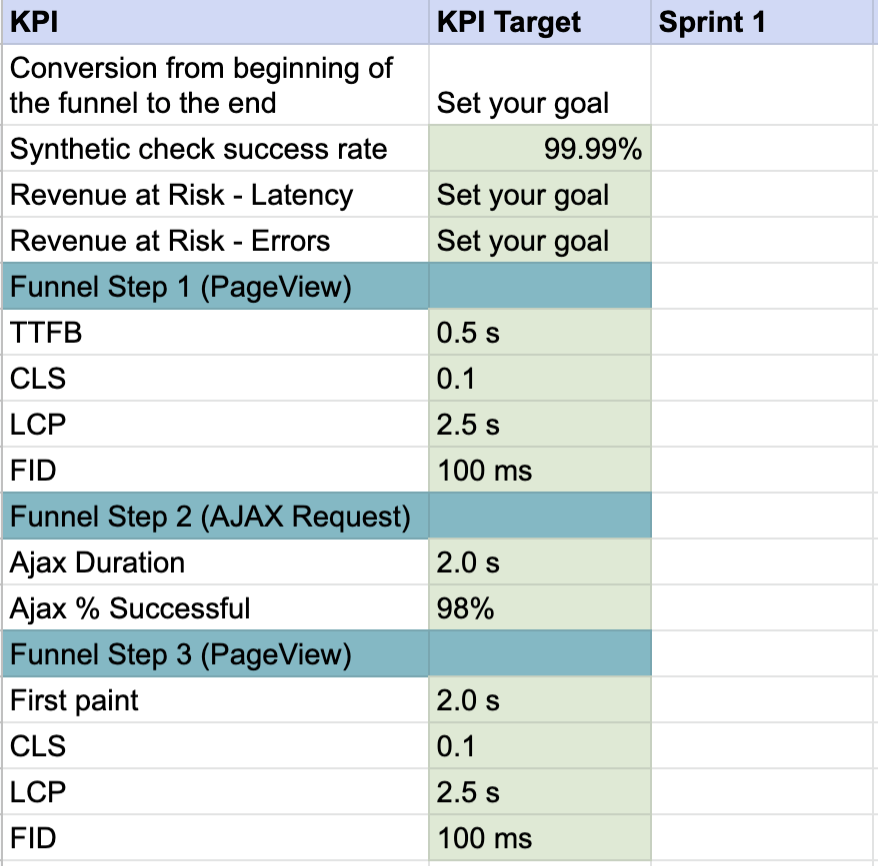 KPI KPI Target Sprint 1
Conversion from beginning of
the funnel to the end Set your goal
Synthetic check success rate 99.99%
Revenue at Risk - Latency Set your goal
Revenue at Risk - Errors Set your goal
Funnel Step 1 (PageView)
TTFB 0.5 s
CLS 0.1
LCP 2.5 s
FID 100 ms
Funnel Step 2 (AJAX Request)
Ajax Duration 2.0 s
Ajax % Successful 98%
Funnel Step 3 (PageView)
First paint 2.0 s
CLS 0.1
LCP 2.5 s
FID 100 ms